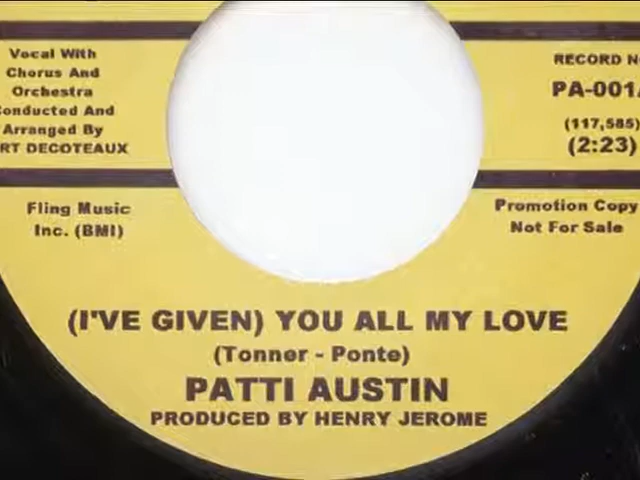 Vocal With
Chorus And
Orchestra
Conducted And
Arranged By
RT DECOTEAUX
Fling Music
Inc. (BMI)
RECORD N
PA-001
(117,585)
(2:23)
Promotion Copy
Not For Sale
(I'VE GIVEN) YOU ALL MY LOVE
(Tonner - Ponte)
PATTI AUSTIN
PRODUCED BY HENRY JEROME